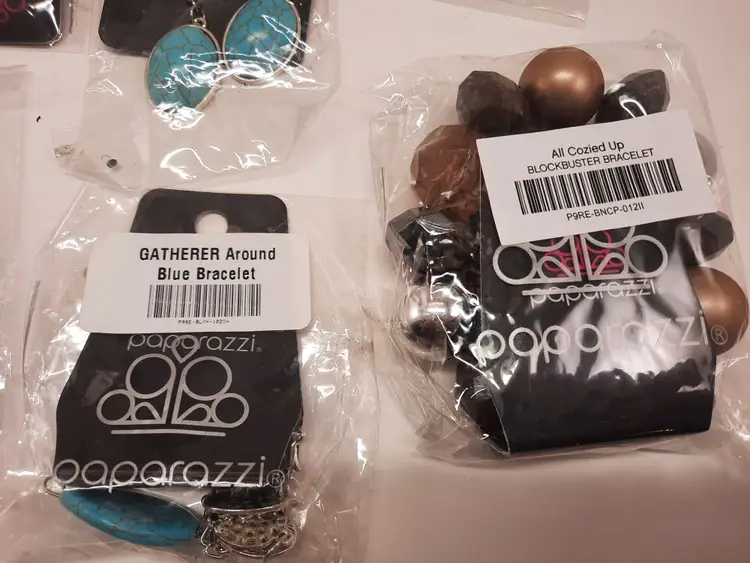 GATHERER Around
Blue Bracelet
paparazzi®
paparazzi®
All Cozied Up
BLOCKBUSTER BRACELET
P9RE-BNCP-012II
paparazzi
paparazzi®